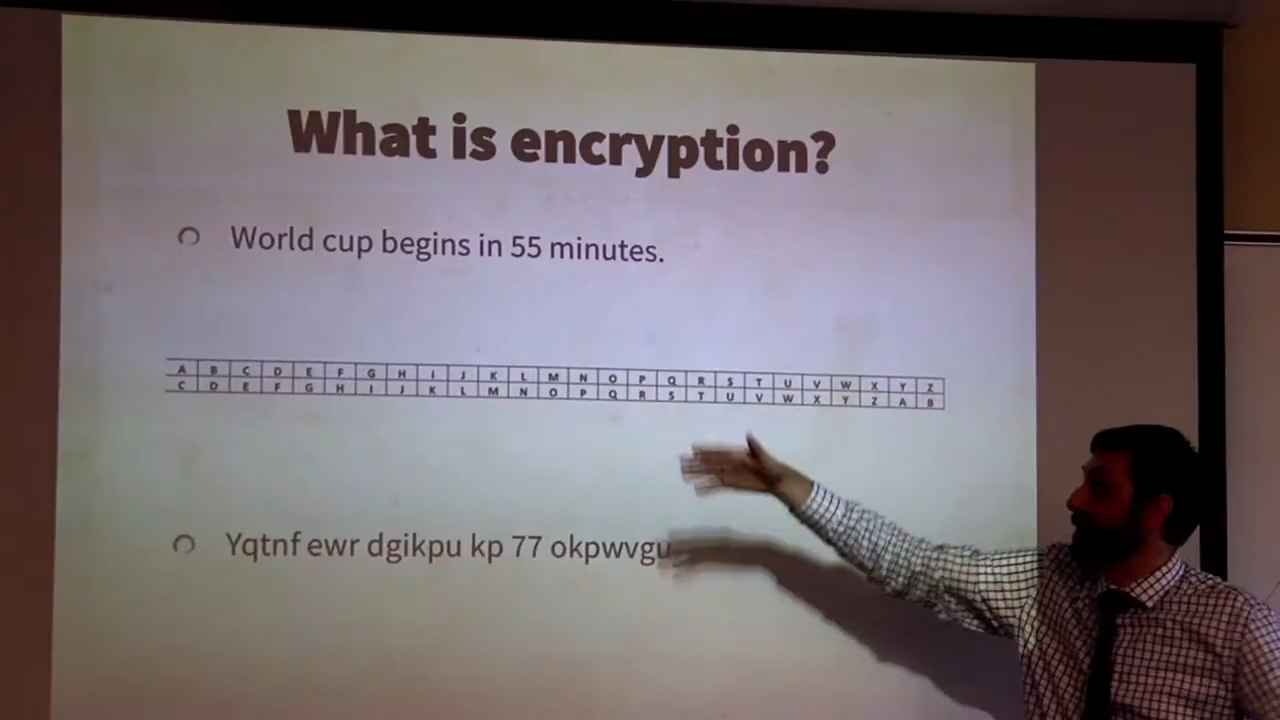 What is encryption?
World cup begins in 55 minutes.
A B C D E F G H I J K L M N O P Q R S T U V W X Y Z
C D E F G H I J K L M N O P Q R S T U V W X Y Z A B
Yqtnf ewr dgikpu kp 77 okpwvgu